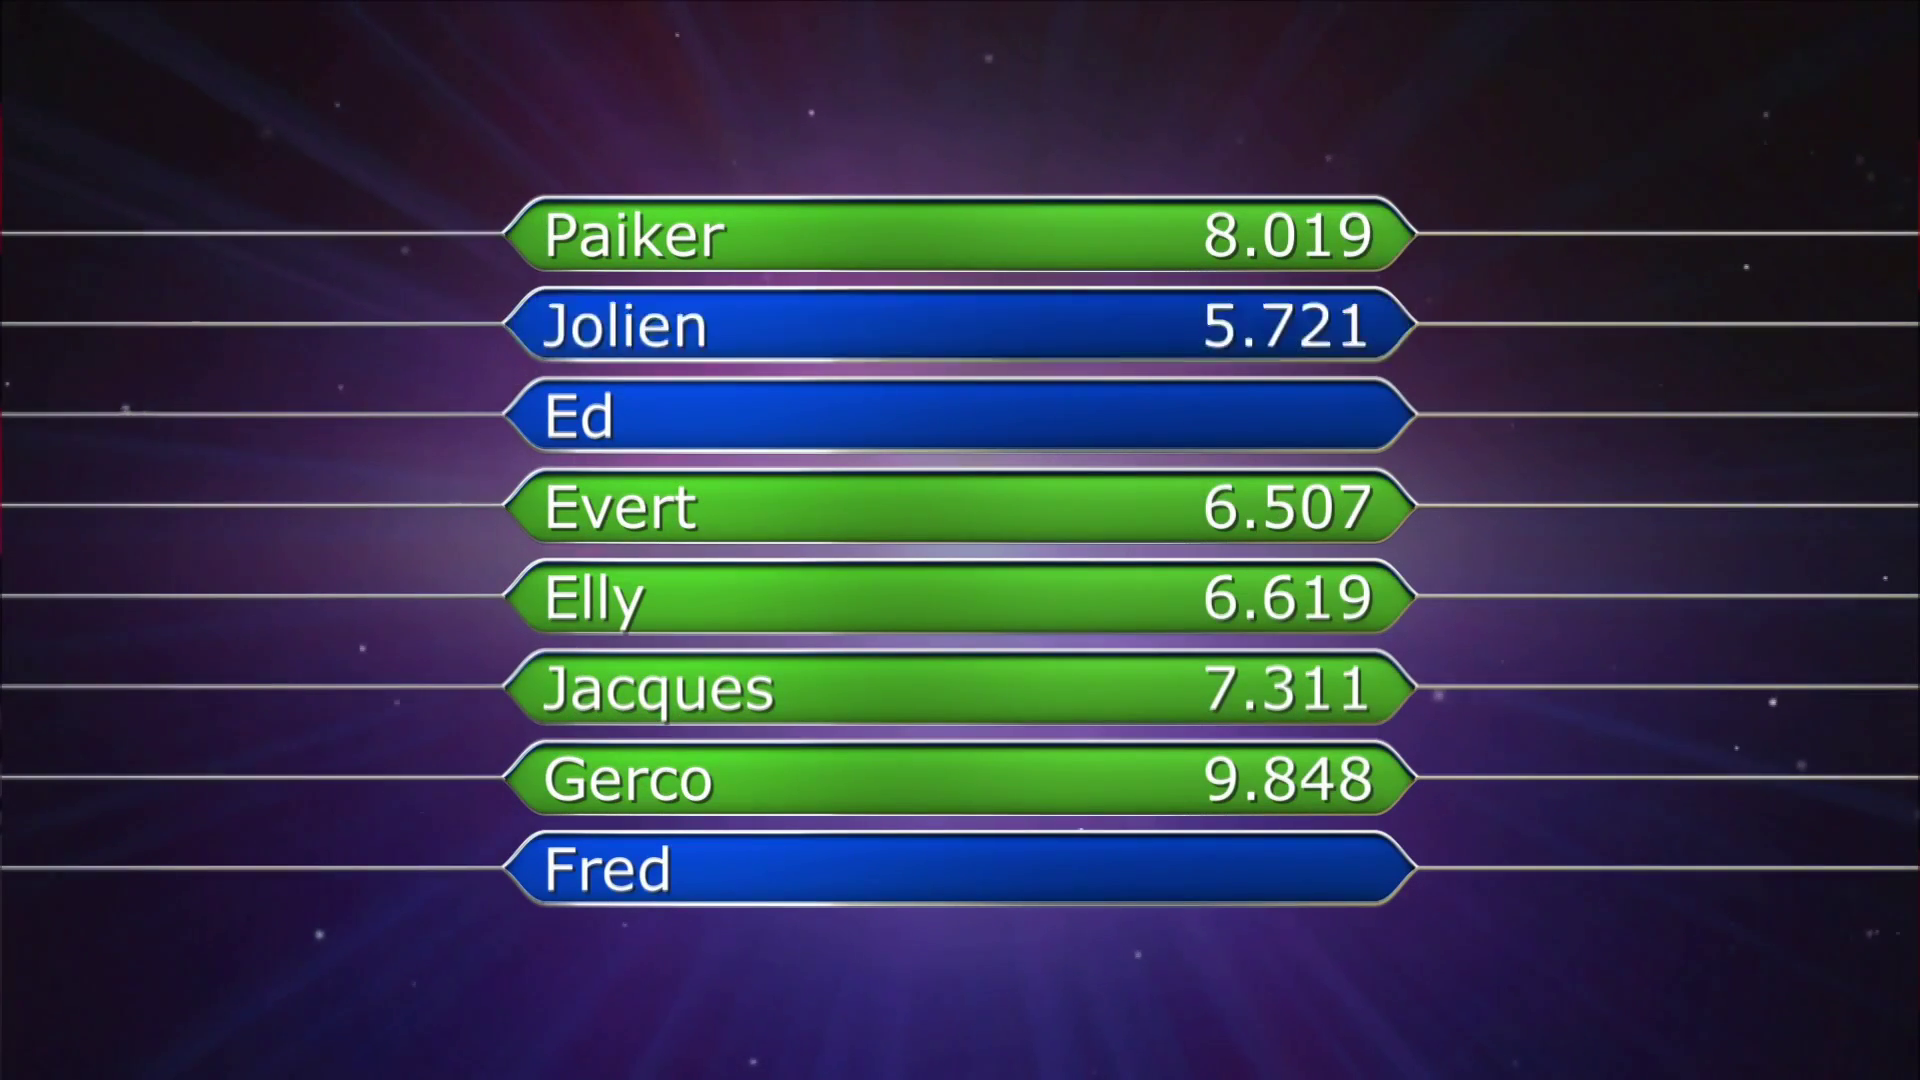 Paiker 8.019
Jolien 5.721
Ed
Evert 6.507
Elly 6.619
Jacques 7.311
Gerco 9.848
Fred